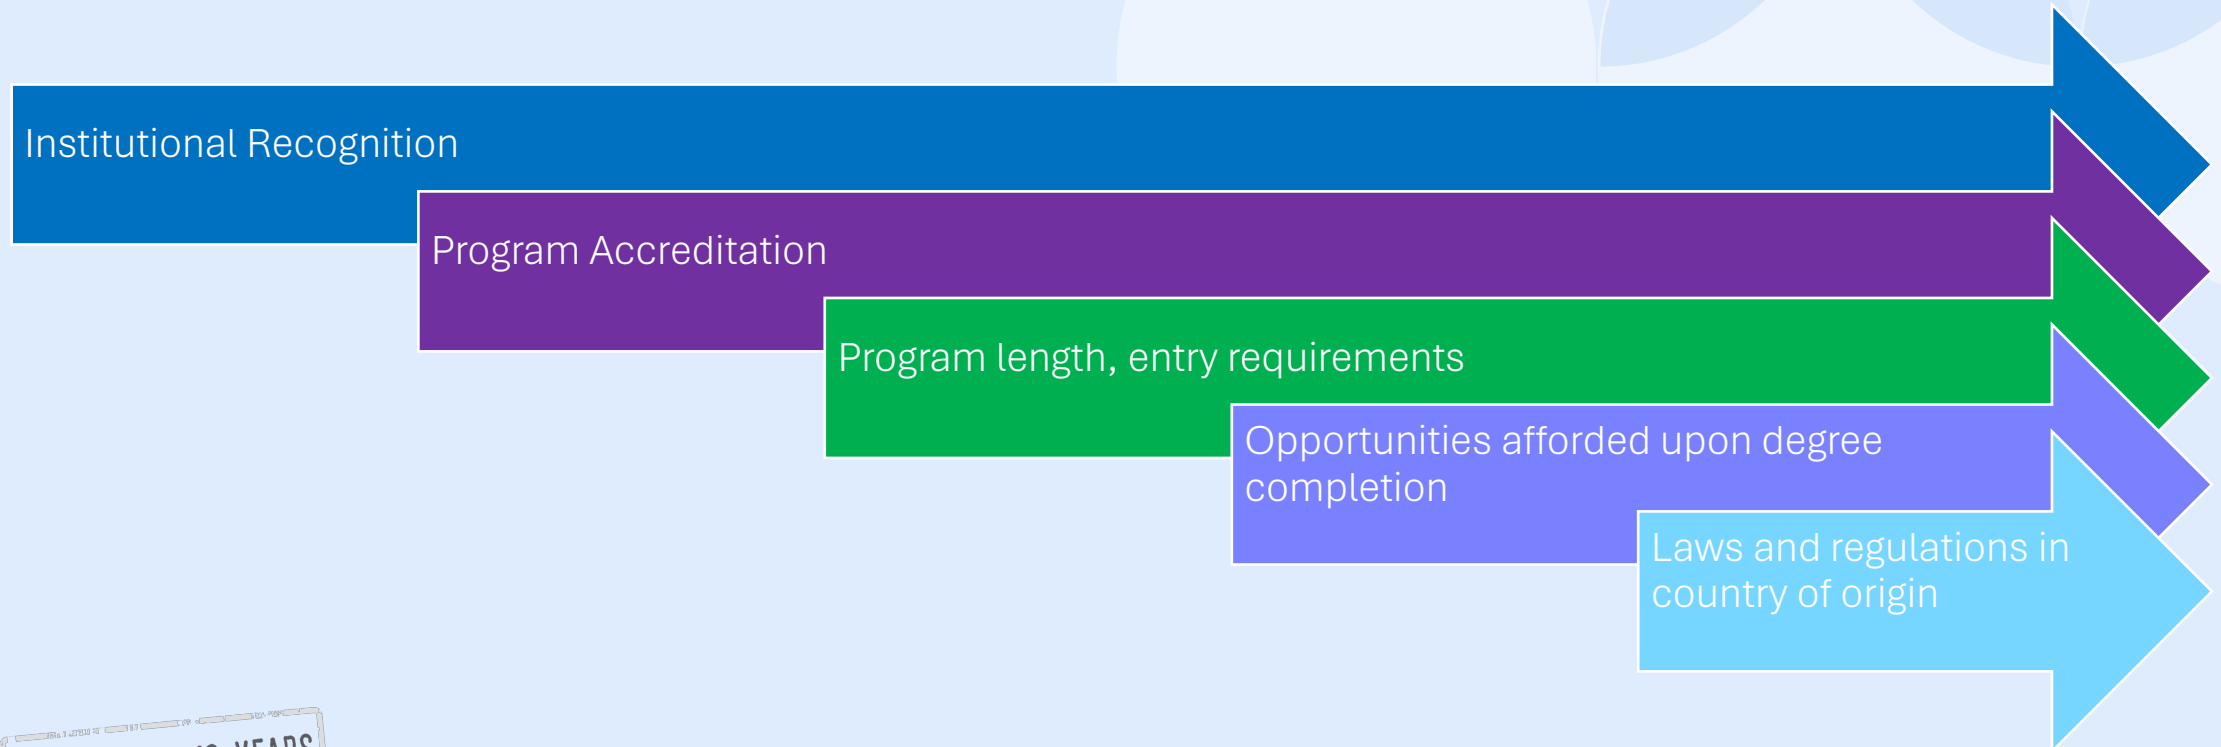 Institutional Recognition
Program Accreditation
Program length, entry requirements
Opportunities afforded upon degree
completion
Laws and regulations in
country of origin
YEARS